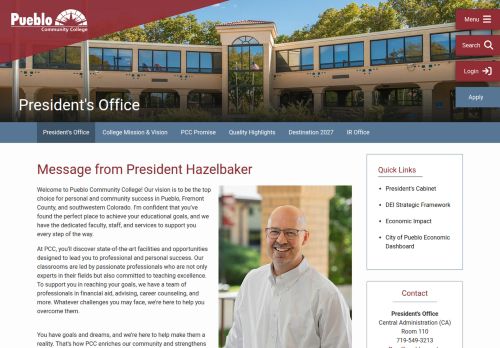 Pueblo
Community College
Menu
Search
Login
Apply
President's Office
President's Office
College Mission & Vision
PCC Promise
Quality Highlights
Destination 2027
IR Office
Message from President Hazelbaker
Welcome to Pueblo Community College! Our vision is to be the top
choice for personal and community success in Pueblo, Fremont
County, and southwestern Colorado. I'm confident that you've
found the perfect place to achieve your educational goals, and we
have the dedicated faculty, staff, and services to support you
every step of the way.
At PCC, you'll discover state-of-the-art facilities and opportunities
designed to lead you to professional and personal success. Our
classrooms are led by passionate professionals who are not only
experts in their fields but also committed to teaching excellence.
To support you in reaching your goals, we have a team of
professionals in financial aid, advising, career counseling, and
more. Whatever challenges you may face, we're here to help you
overcome them.
You have goals and dreams, and we're here to help make them a
reality. That's how PCC enriches our community and strengthens
Quick Links
President's Cabinet
DEI Strategic Framework
Economic Impact
City of Pueblo Economic
Dashboard
Contact
President's Office
Central Administration (CA)
Room 110
719-549-3213